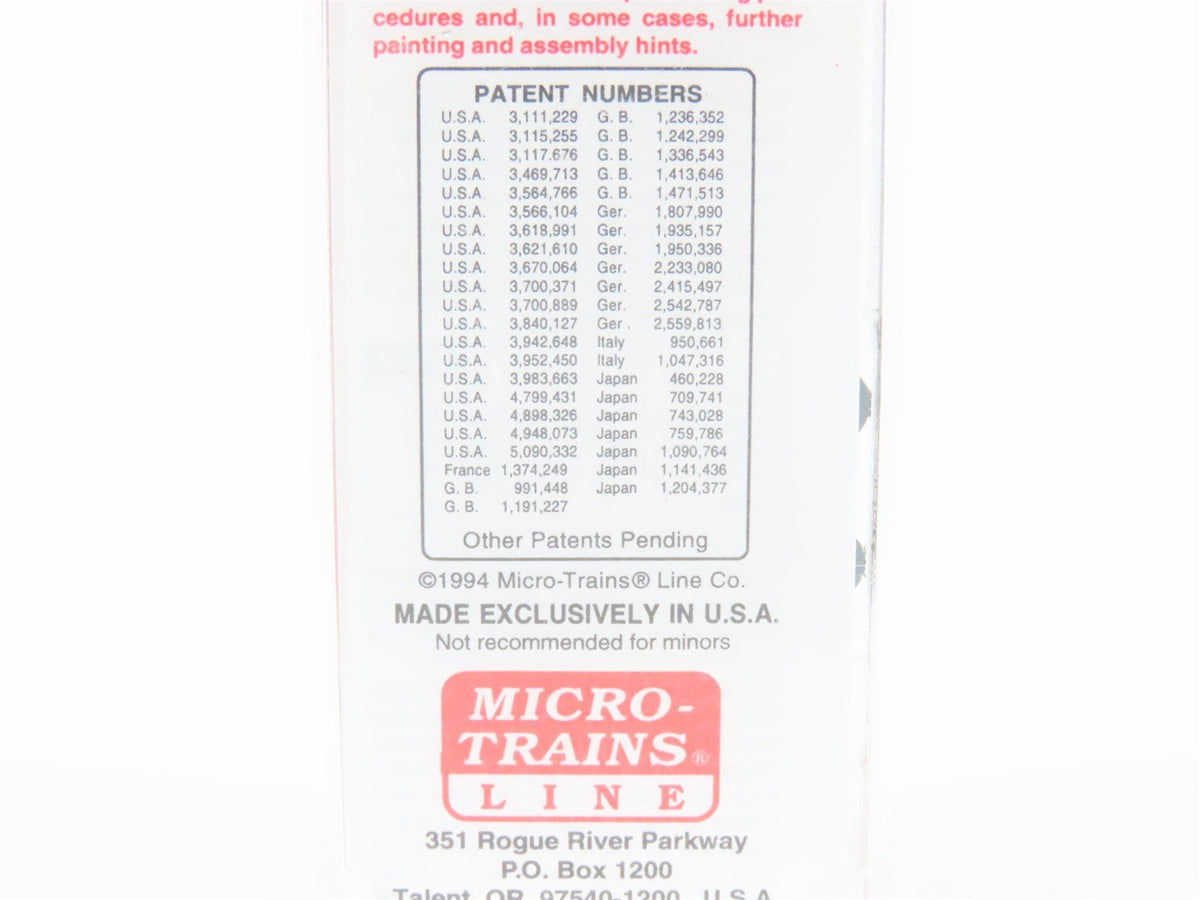 cedures and, in some cases, further
painting and assembly hints.
PATENT NUMBERS
U.S.A. 3,111,229 G. B. 1,236,352
U.S.A. 3,115,255 G. B. 1,242,299
U.S.A. 3,117.676 G. B. 1,336,543
U.S.A. 3,469,713 G. B. 1,413,646
U.S.A. 3,564,766 G. B. 1,471,513
U.S.A. 3,566,104 Ger. 1,807,990
U.S.A. 3,618,991 Ger. 1,935,157
U.S.A. 3,621,610 Ger. 1,950,336
U.S.A. 3,670,064 Ger. 2,233,080
U.S.A. 3,700,371 Ger. 2,415,497
U.S.A. 3,700,889 Ger. 2,542,787
U.S.A. 3,840,127 Ger . 2,559,813
U.S.A. 3,942,648 Italy 950,661
U.S.A. 3,952,450 Italy 1,047,316
U.S.A. 3,983,663 Japan 460,228
U.S.A. 4,799,431 Japan 709,741
U.S.A. 4,898,326 Japan 743,028
U.S.A. 4,948,073 Japan 759,786
U.S.A. 5,090,332 Japan 1,090,764
France 1,374,249 Japan 1,141,436
G. B. 991,448 Japan 1,204,377
G. B. 1,191,227
Other Patents Pending
©1994 Micro-Trains® Line Co.
MADE EXCLUSIVELY IN U.S.A.
Not recommended for minors
MICRO-
TRAINS®
LINE
351 Rogue River Parkway
P.O. Box 1200
Talent, OR 97540-1200 U.S.A.